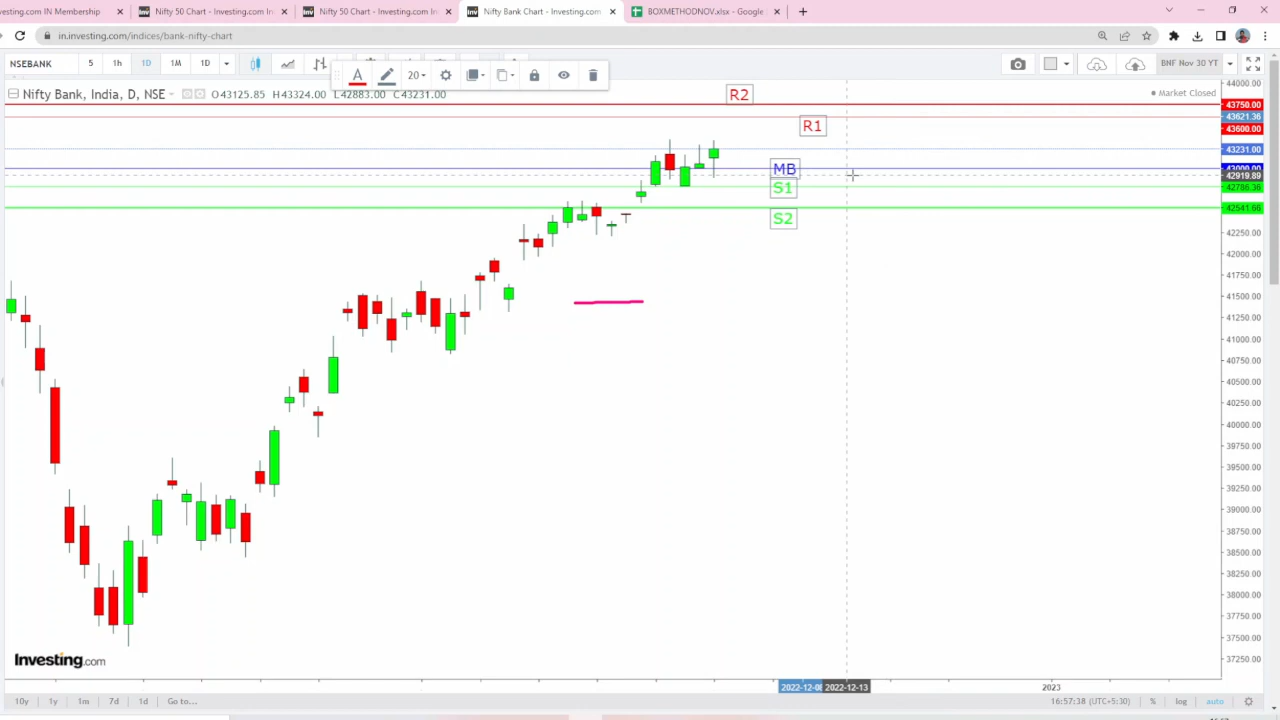 vesting.com IN Membership × Nifty 50 Chart - Investing.com In × Nifty 50 Chart - Investing.com In × Nifty Bank Chart - Investing.com × BOXMETHODNOV.xlsx - Google × +
in.investing.com/indices/bank-nifty-chart
NSEBANK 5 1h 1D 1M 1D A 20 BNF Nov 30 YT
Nifty Bank, India, D, NSE O43125.85 H43324.00 L42883.00 C43231.00 Market Closed
44000.00
R2
43750.00
43621.36
R1
43600.00
43231.00
MB
43000.00
42919.89
S1
42786.36
42541.66
S2
42250.00
42000.00
41750.00
41500.00
41250.00
41000.00
40750.00
40500.00
40250.00
40000.00
39750.00
39500.00
39250.00
39000.00
38750.00
38500.00
38250.00
38000.00
37750.00
37500.00
37250.00
Investing.com
2022-12-08 2022-12-13 2023
10y 1y 1m 7d 1d Go to... 16:57:38 (UTC+5:30) % log auto